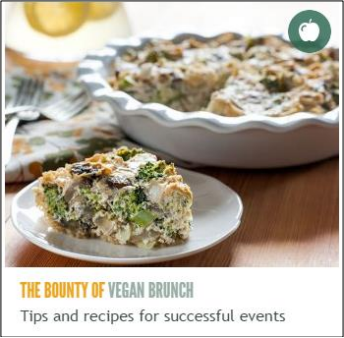 THE BOUNTY OF VEGAN BRUNCH
Tips and recipes for successful events